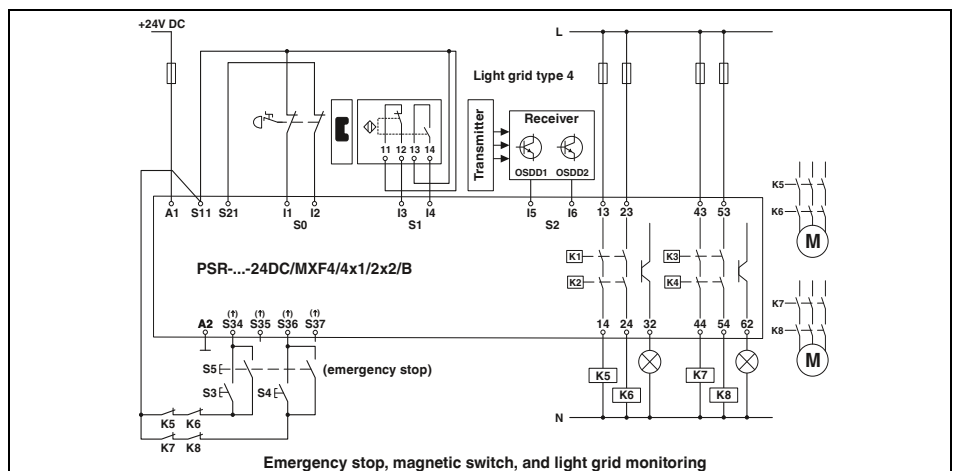 +24V DC
L
Light grid type 4
Transmitter
Receiver
OSDD1 OSDD2
11 12 13 14
A1 S11 S21 I1 I2 I3 I4 I5 I6 13 23 43 53
S0 S1 S2
K5
K6
M
PSR-...-24DC/MXF4/4x1/2x2/B
K1 K3
K2 K4
K7
K8
M
(†) (†) (†) (†)
A2 S34 S35 S36 S37 14 24 32 44 54 62
S5 (emergency stop)
S3 S4
K5 K7
K6 K8
K5 K6
N
K7 K8
Emergency stop, magnetic switch, and light grid monitoring